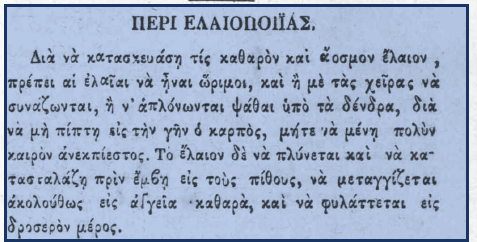 ΠΕΡΙ ΕΛΑΙΟΠΟΙΪΑΣ.
Διὰ νὰ κατασκευάσῃ τίς καθαρὸν καὶ ἄοσμον ἔλαιον,
πρέπει αἱ ἐλαῖαι νὰ ἦναι ὥριμοι, καὶ ἢ μὲ τὰς χεῖρας νὰ
συνάζωνται, ἢ ν' ἁπλόνωνται ψάθαι ὑπὸ τὰ δένδρα, διὰ
νὰ μὴ πίπτῃ εἰς τὴν γῆν ὁ καρπὸς, μήτε νὰ μένῃ πολὺν
καιρὸν ἀνεκπίεστος. Τὸ ἔλαιον δὲ νὰ πλύνεται καὶ νὰ κα-
τασταλάζῃ πρὶν ἔμβῃ εἰς τοὺς πίθους, νὰ μεταγγίζεται
ἀκολούθως εἰς ἀγγεῖα καθαρὰ, καὶ νὰ φυλάττεται εἰς
δροσερὸν μέρος.